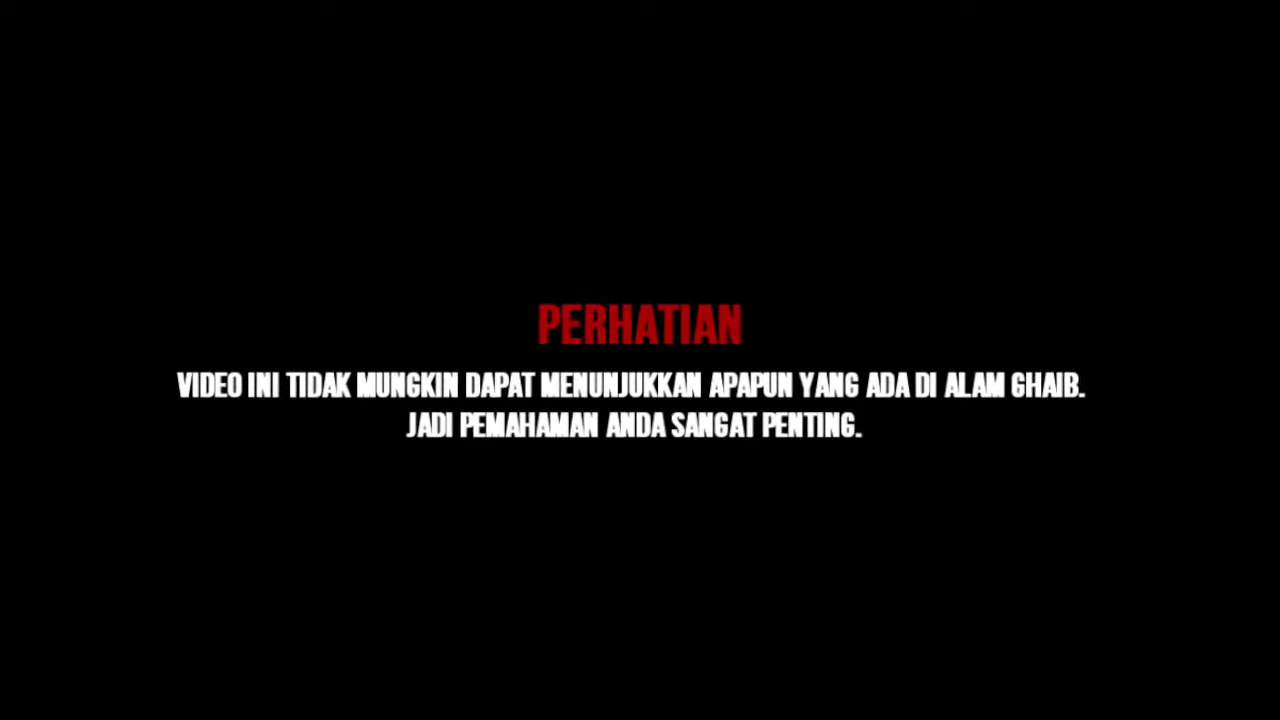 PERHATIAN
VIDEO INI TIDAK MUNGKIN DAPAT MENUNJUKKAN APAPUN YANG ADA DI ALAM GHAIB.
JADI PEMAHAMAN ANDA SANGAT PENTING.